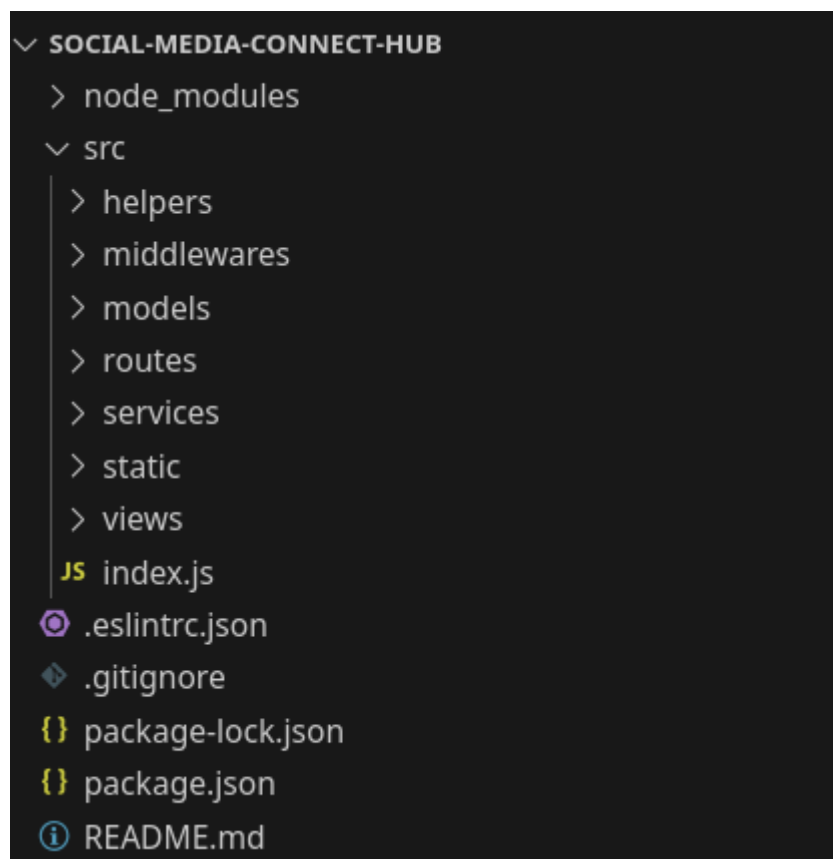 SOCIAL-MEDIA-CONNECT-HUB
node_modules
src
helpers
middlewares
models
routes
services
static
views
JS index.js
.eslintrc.json
.gitignore
{} package-lock.json
{} package.json
README.md